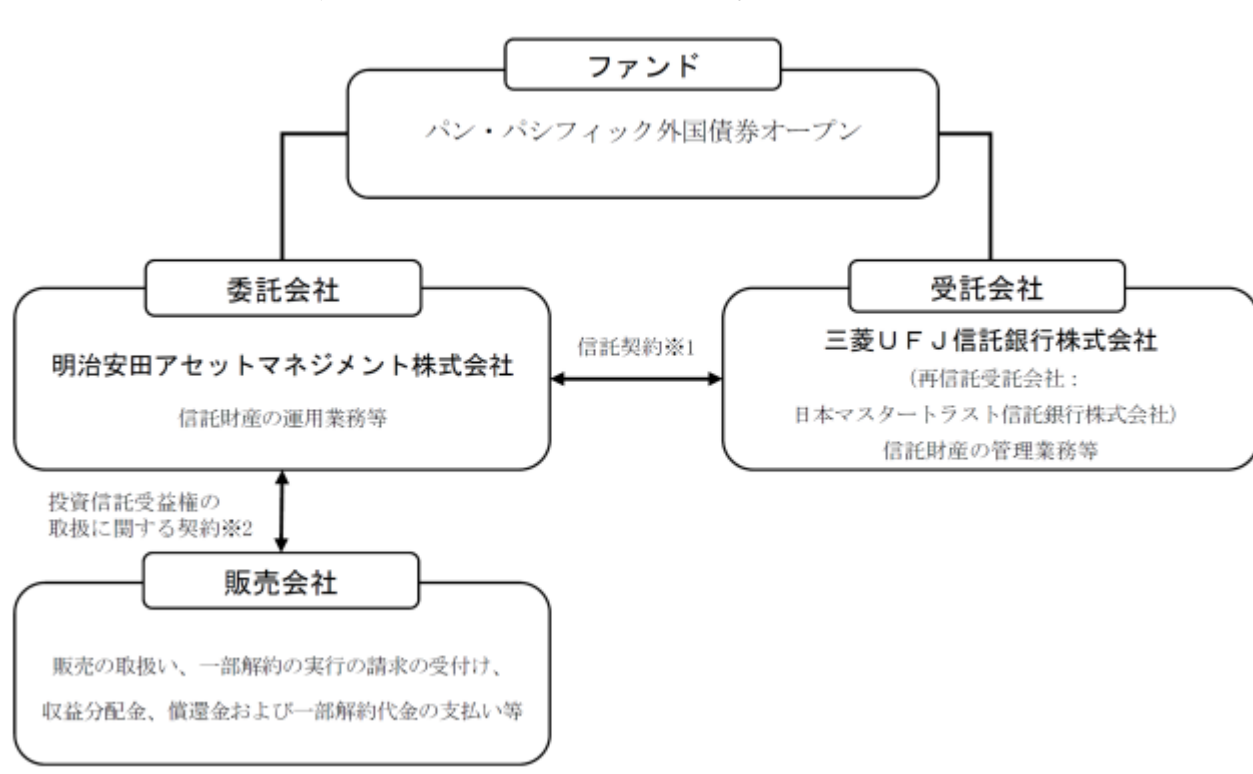 ファンド
パン・パシフィック外国債券オープン
委託会社
明治安田アセットマネジメント株式会社
信託財産の運用業務等
信託契約※1
受託会社
三菱UFJ信託銀行株式会社
(再信託受託会社：
日本マスタートラスト信託銀行株式会社)
信託財産の管理業務等
投資信託受益権の
取扱に関する契約※2
販売会社
販売の取扱い、一部解約の実行の請求の受付け、
収益分配金、償還金および一部解約代金の支払い等